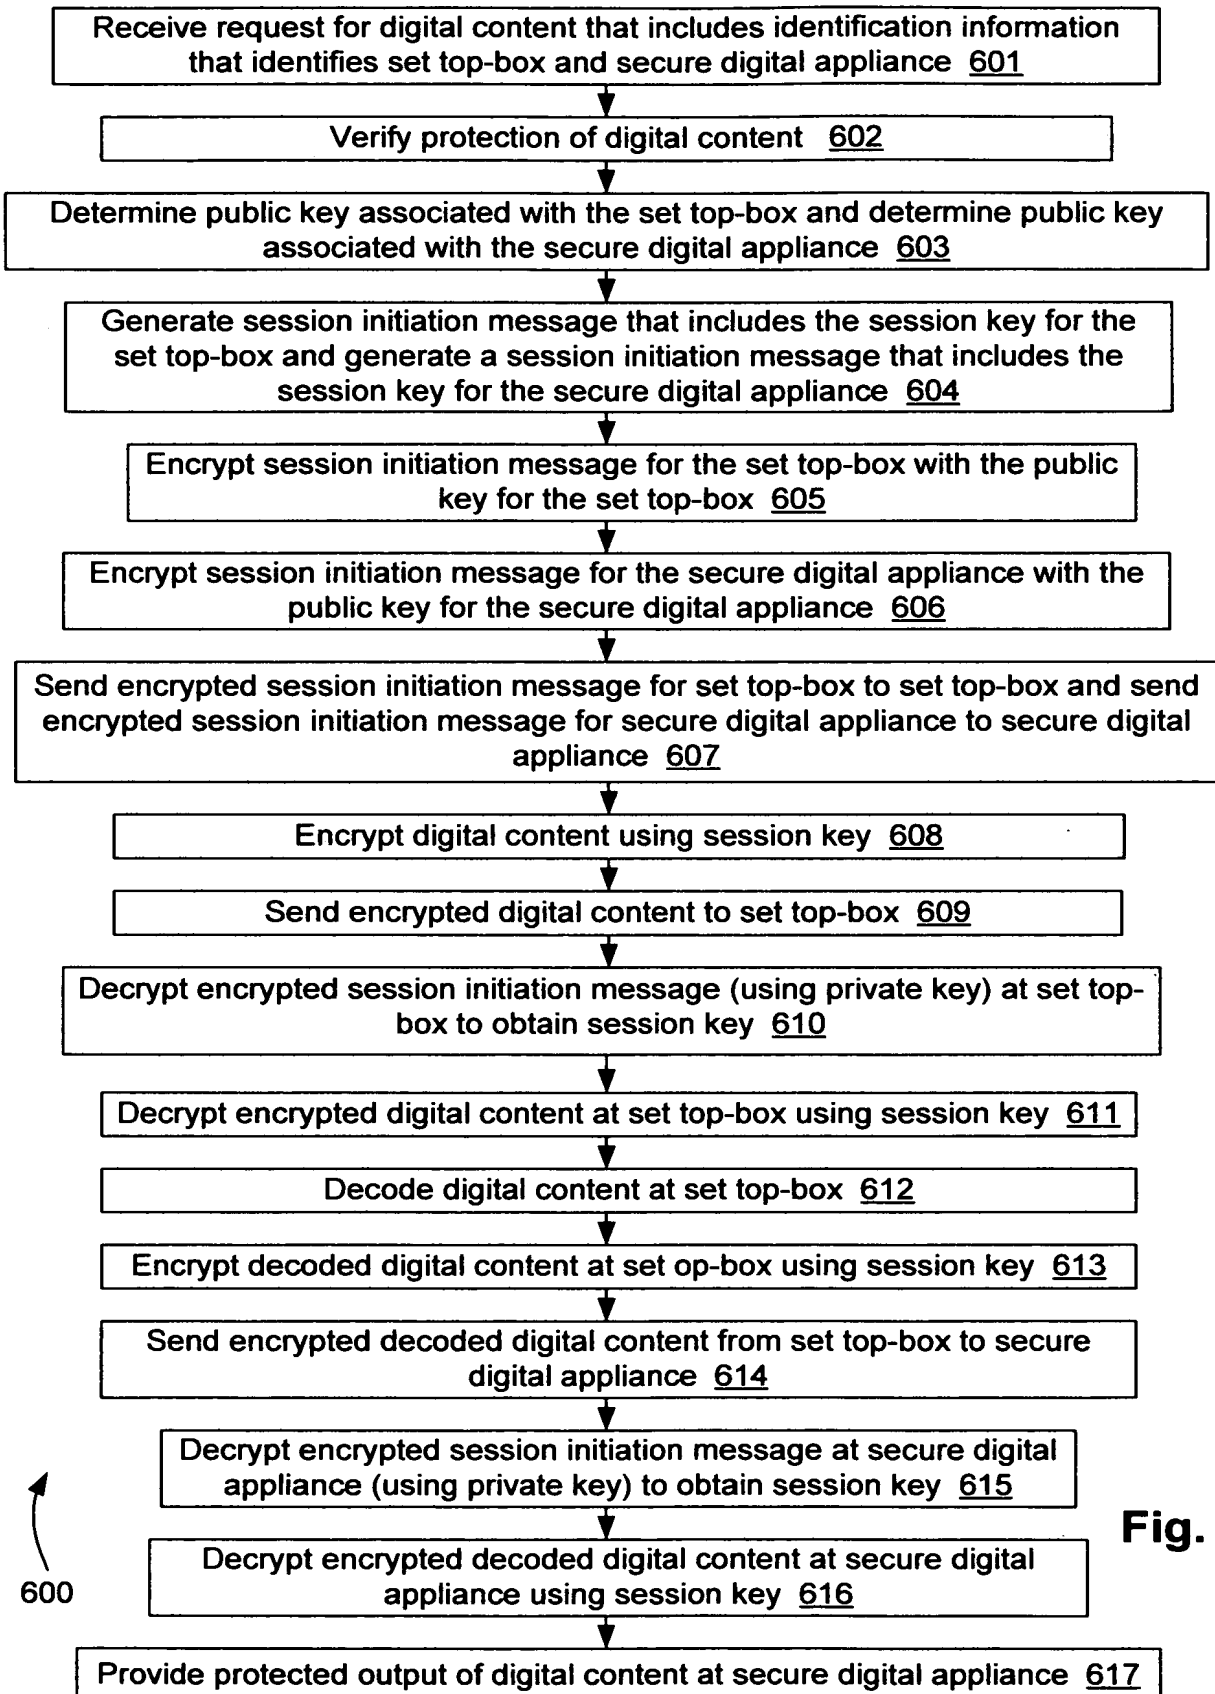 Receive request for digital content that includes identification information
that identifies set top-box and secure digital appliance 601
Verify protection of digital content 602
Determine public key associated with the set top-box and determine public key
associated with the secure digital appliance 603
Generate session initiation message that includes the session key for the
set top-box and generate a session initiation message that includes the
session key for the secure digital appliance 604
Encrypt session initiation message for the set top-box with the public
key for the set top-box 605
Encrypt session initiation message for the secure digital appliance with the
public key for the secure digital appliance 606
Send encrypted session initiation message for set top-box to set top-box and send
encrypted session initiation message for secure digital appliance to secure digital
appliance 607
Encrypt digital content using session key 608
Send encrypted digital content to set top-box 609
Decrypt encrypted session initiation message (using private key) at set top-
box to obtain session key 610
Decrypt encrypted digital content at set top-box using session key 611
Decode digital content at set top-box 612
Encrypt decoded digital content at set op-box using session key 613
Send encrypted decoded digital content from set top-box to secure
digital appliance 614
Decrypt encrypted session initiation message at secure digital
appliance (using private key) to obtain session key 615
Fig.
Decrypt encrypted decoded digital content at secure digital
appliance using session key 616
600
Provide protected output of digital content at secure digital appliance 617